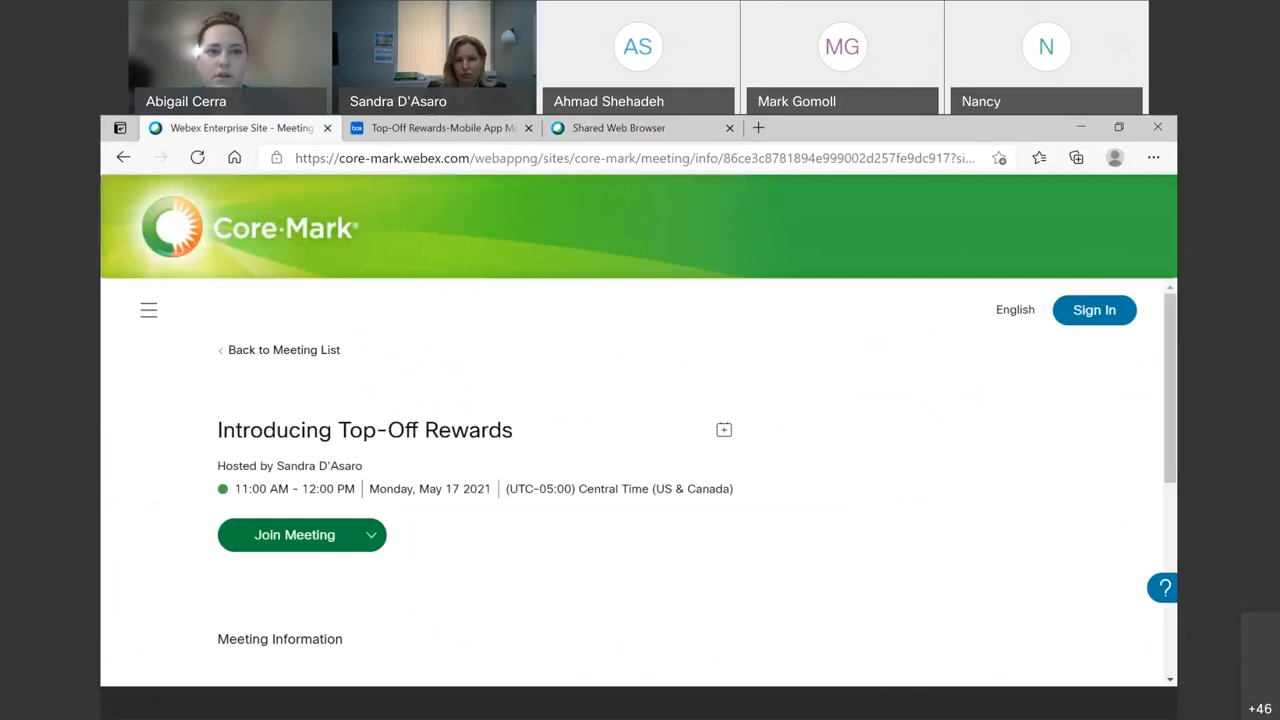 AS
MG
N
Abigail Cerra
Sandra D'Asaro
Ahmad Shehadeh
Mark Gomoll
Nancy
Webex Enterprise Site - Meeting
Top-Off Rewards-Mobile App M
Shared Web Browser
https://core-mark.webex.com/webappng/sites/core-mark/meeting/info/86ce3c8781894e999002d257fe9dc917?si...
box
Core-Mark®
English
Sign In
Back to Meeting List
Introducing Top-Off Rewards
Hosted by Sandra D'Asaro
11:00 AM - 12:00 PM | Monday, May 17 2021 | (UTC-05:00) Central Time (US & Canada)
Join Meeting
?
Meeting Information
+46